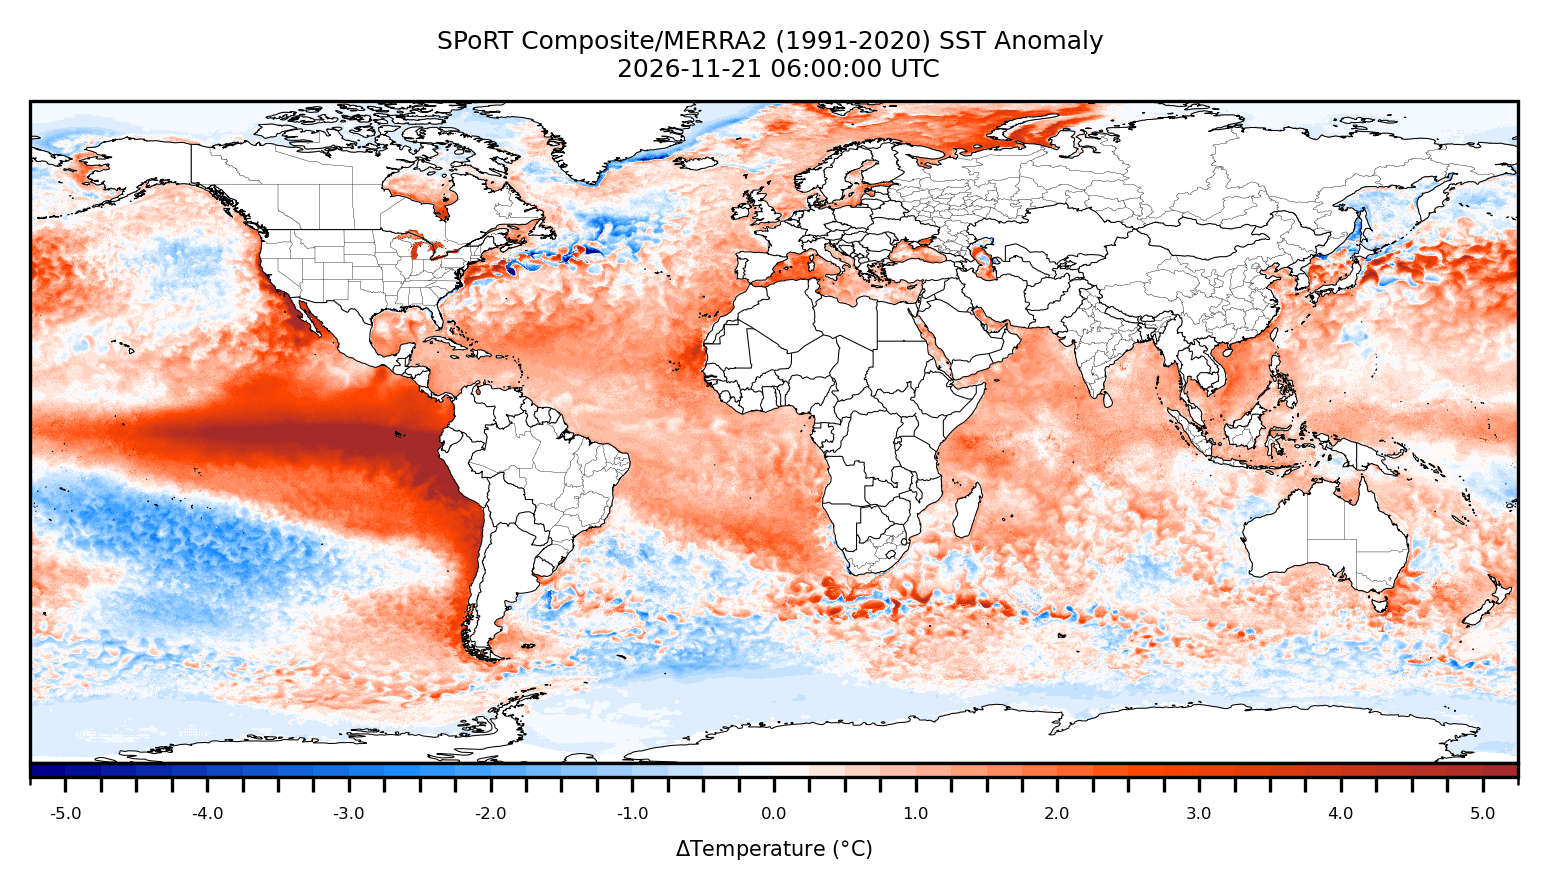 SPoRT Composite/MERRA2 (1991-2020) SST Anomaly
2026-11-21 06:00:00 UTC
-5.0 -4.0 -3.0 -2.0 -1.0 0.0 1.0 2.0 3.0 4.0 5.0
ΔTemperature (°C)